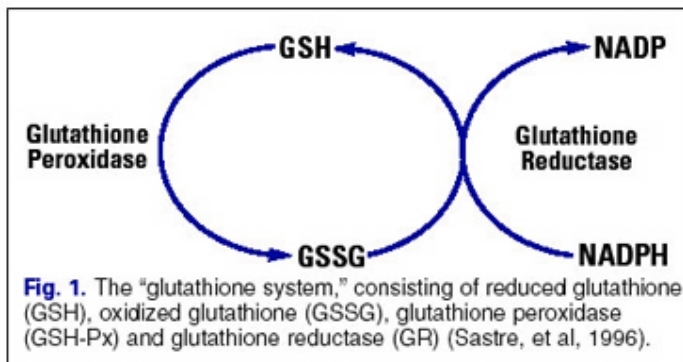 GSH
NADP
Glutathione
Peroxidase
Glutathione
Reductase
GSSG
NADPH
Fig. 1. The “glutathione system,” consisting of reduced glutathione
(GSH), oxidized glutathione (GSSG), glutathione peroxidase
(GSH-Px) and glutathione reductase (GR) (Sastre, et al, 1996).